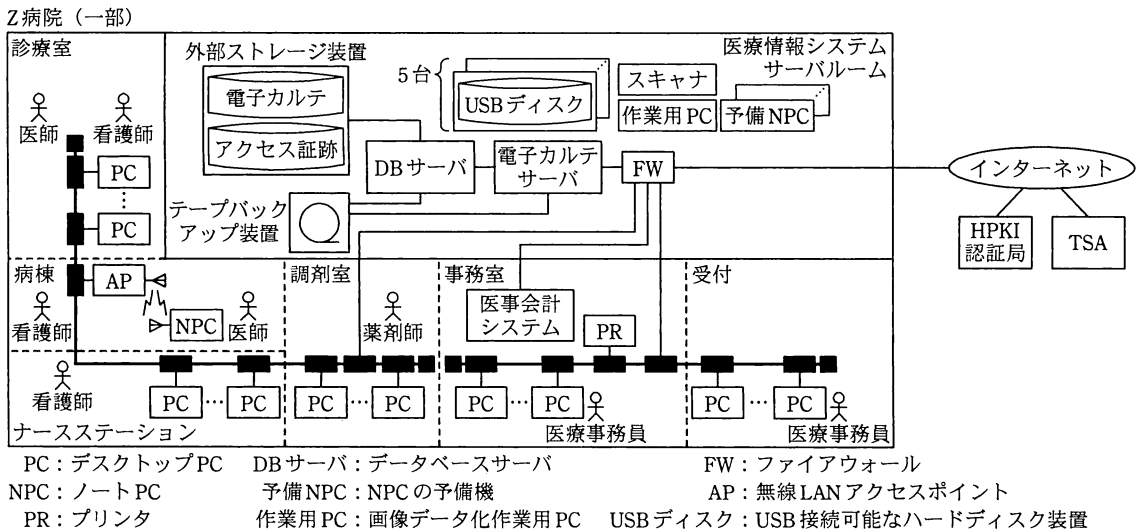 Z病院（一部）
診療室
医師
看護師
PC
PC
外部ストレージ装置
電子カルテ
アクセス証跡
テープバック
アップ装置
5台
USBディスク
スキャナ
作業用PC
予備NPC
医療情報システム
サーバルーム
DBサーバ
電子カルテ
サーバ
FW
インターネット
HPKI
認証局
TSA
病棟
看護師
AP
NPC
医師
調剤室
薬剤師
事務室
医事会計
システム
PR
受付
看護師
PC…PC
ナースステーション
PC…PC
PC…PC
医療事務員
PC…PC
医療事務員
PC：デスクトップPC DBサーバ：データベースサーバ FW：ファイアウォール
NPC：ノートPC 予備NPC：NPCの予備機 AP：無線LANアクセスポイント
PR：プリンタ 作業用PC：画像データ化作業用PC USBディスク：USB接続可能なハードディスク装置